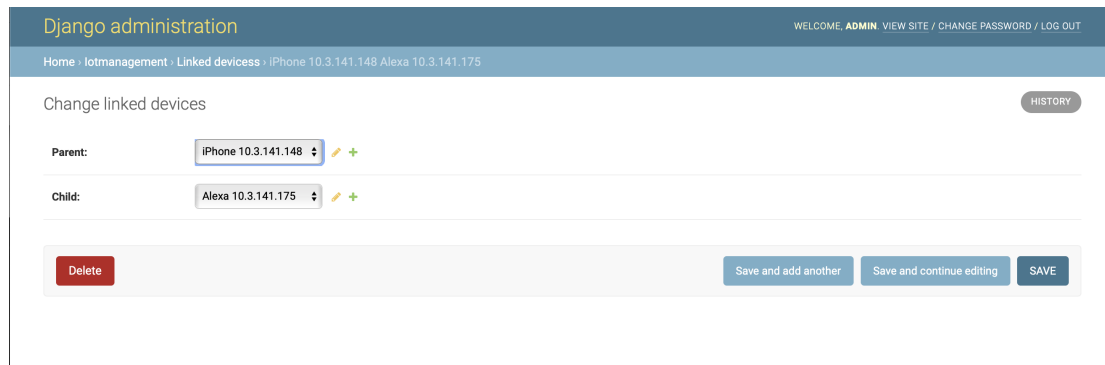 Django administration
WELCOME, ADMIN. VIEW SITE / CHANGE PASSWORD / LOG OUT
Home › Iotmanagement › Linked devicess › iPhone 10.3.141.148 Alexa 10.3.141.175
Change linked devices
HISTORY
Parent: iPhone 10.3.141.148
Child: Alexa 10.3.141.175
Delete Save and add another Save and continue editing SAVE